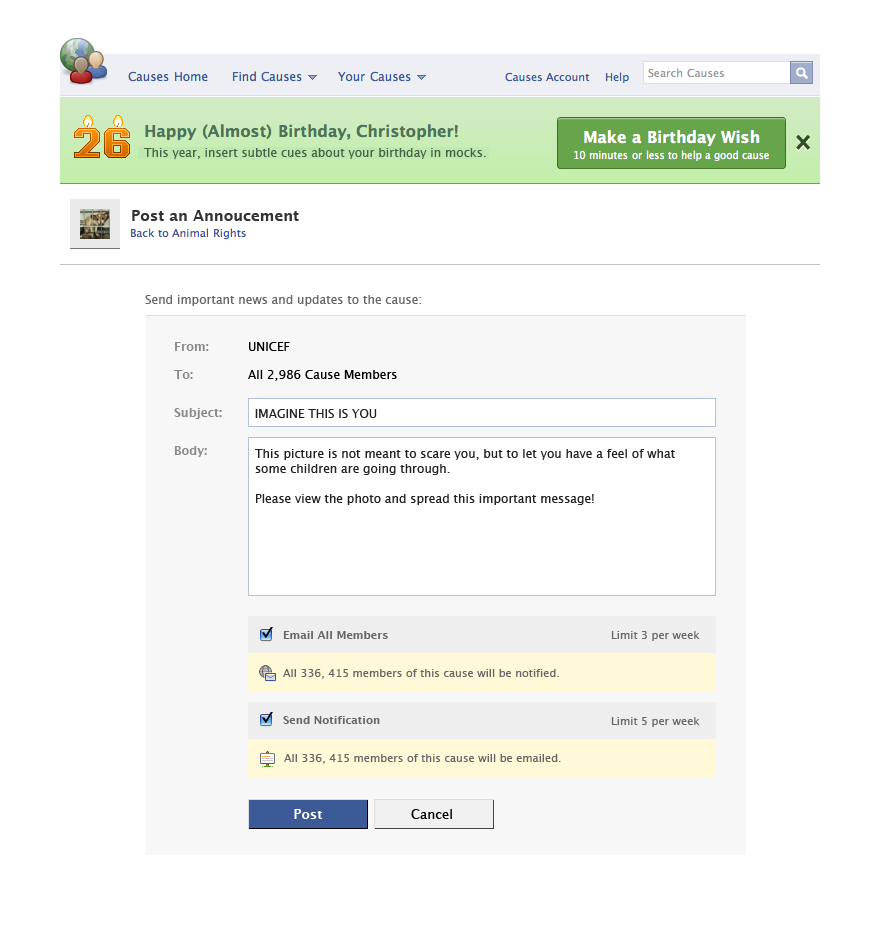 Causes Home Find Causes Your Causes Causes Account Help Search Causes
26
Happy (Almost) Birthday, Christopher!
This year, insert subtle cues about your birthday in mocks.
Make a Birthday Wish
10 minutes or less to help a good cause
Post an Annoucement
Back to Animal Rights
Send important news and updates to the cause:
From: UNICEF
To: All 2,986 Cause Members
Subject: IMAGINE THIS IS YOU
Body: This picture is not meant to scare you, but to let you have a feel of what
some children are going through.
Please view the photo and spread this important message!
Email All Members Limit 3 per week
All 336, 415 members of this cause will be notified.
Send Notification Limit 5 per week
All 336, 415 members of this cause will be emailed.
Post Cancel